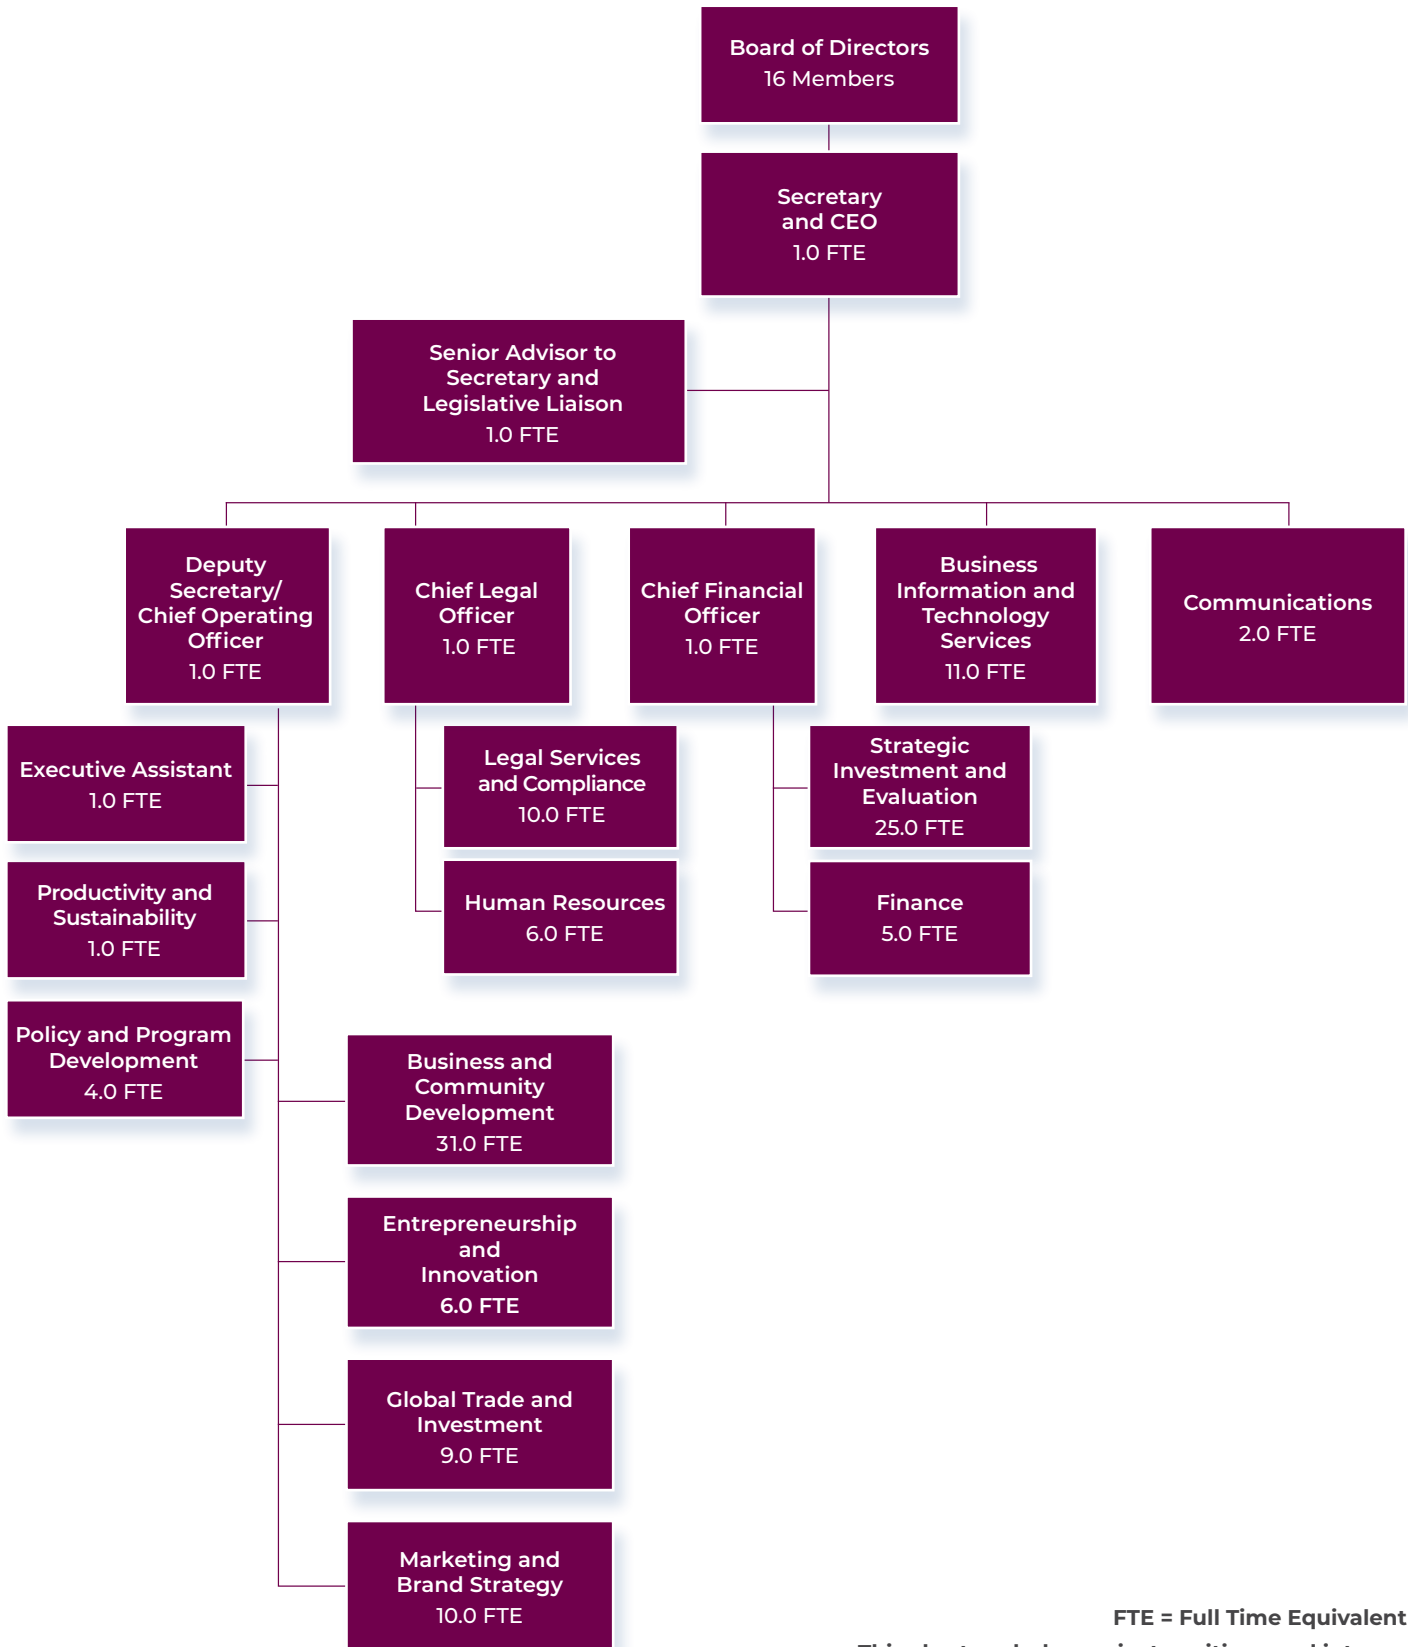 Board of Directors
16 Members
Secretary
and CEO
1.0 FTE
Senior Advisor to
Secretary and
Legislative Liaison
1.0 FTE
Deputy
Secretary/
Chief Operating
Officer
1.0 FTE
Chief Legal
Officer
1.0 FTE
Chief Financial
Officer
1.0 FTE
Business
Information and
Technology
Services
11.0 FTE
Communications
2.0 FTE
Executive Assistant
1.0 FTE
Productivity and
Sustainability
1.0 FTE
Policy and Program
Development
4.0 FTE
Legal Services
and Compliance
10.0 FTE
Human Resources
6.0 FTE
Strategic
Investment and
Evaluation
25.0 FTE
Finance
5.0 FTE
Business and
Community
Development
31.0 FTE
Entrepreneurship
and
Innovation
6.0 FTE
Global Trade and
Investment
9.0 FTE
Marketing and
Brand Strategy
10.0 FTE
FTE = Full Time Equivalent